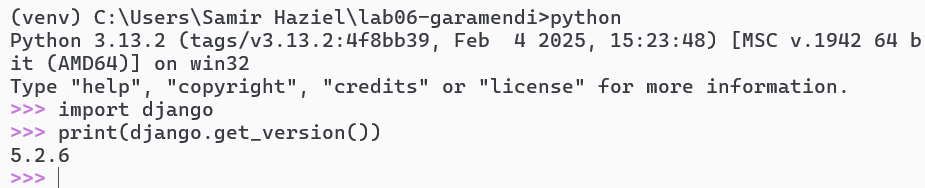 (venv) C:\Users\Samir Haziel\lab06-garamendi>python
Python 3.13.2 (tags/v3.13.2:4f8bb39, Feb  4 2025, 15:23:48) [MSC v.1942 64 b
it (AMD64)] on win32
Type "help", "copyright", "credits" or "license" for more information.
>>> import django
>>> print(django.get_version())
5.2.6
>>>